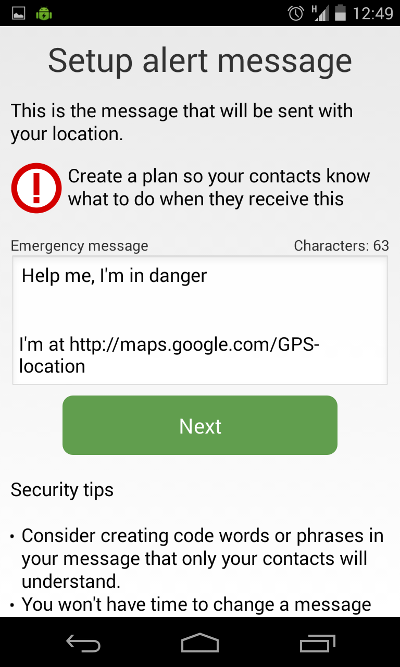 H
12:49
Setup alert message
This is the message that will be sent with
your location.
Create a plan so your contacts know
what to do when they receive this
Emergency message Characters: 63
Help me, I'm in danger
I'm at http://maps.google.com/GPS-
location
Next
Security tips
• Consider creating code words or phrases in
your message that only your contacts will
understand.
• You won't have time to change a message